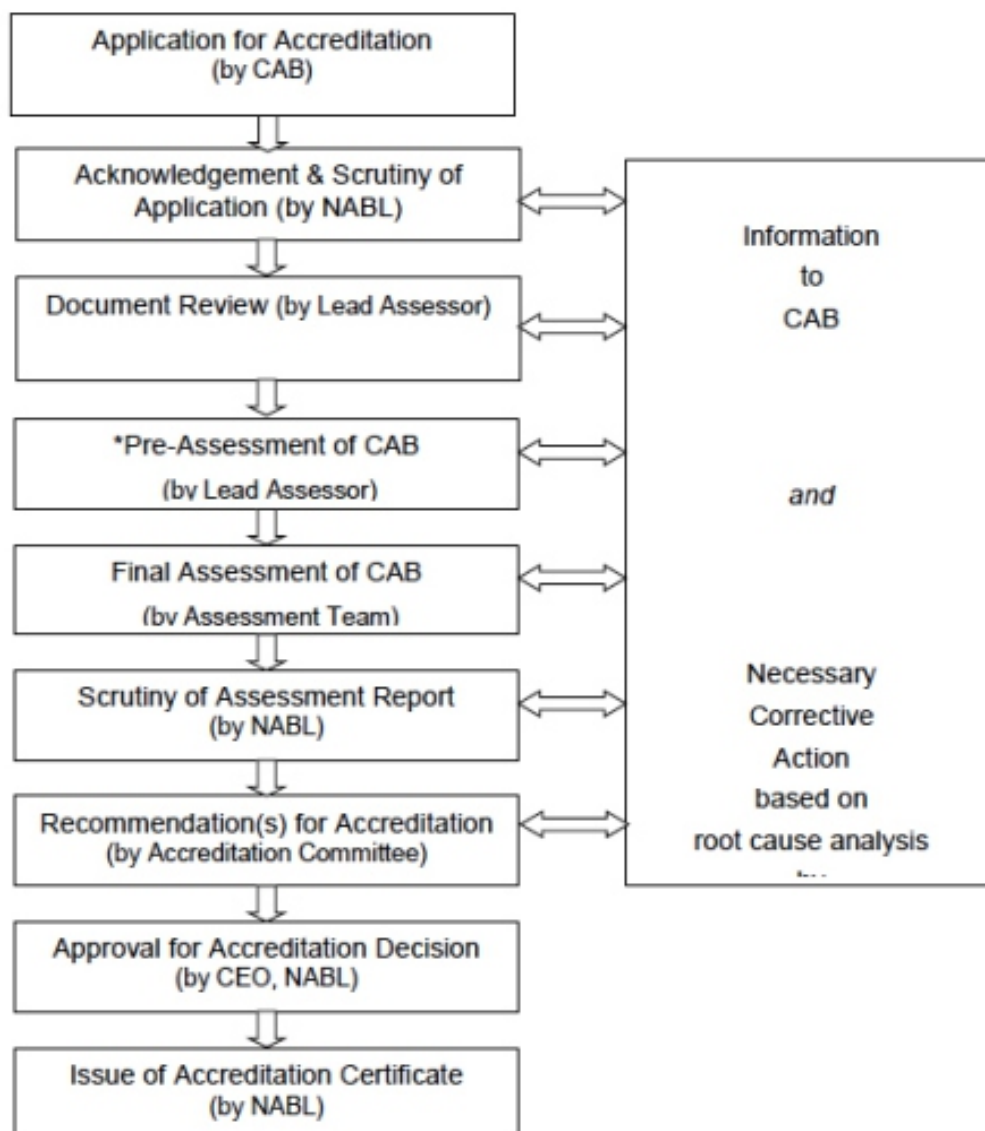 Application for Accreditation
(by CAB)
Acknowledgement & Scrutiny of
Application (by NABL)
Document Review (by Lead Assessor)
*Pre-Assessment of CAB
(by Lead Assessor)
Final Assessment of CAB
(by Assessment Team)
Scrutiny of Assessment Report
(by NABL)
Recommendation(s) for Accreditation
(by Accreditation Committee)
Approval for Accreditation Decision
(by CEO, NABL)
Issue of Accreditation Certificate
(by NABL)
Information
to
CAB
and
Necessary
Corrective
Action
based on
root cause analysis